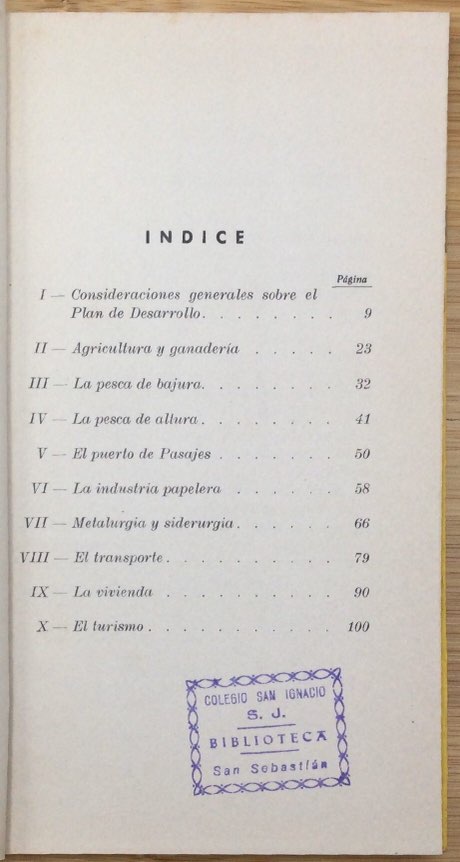 INDICE
Página
I — Consideraciones generales sobre el
Plan de Desarrollo. . . . . . . . 9
II — Agricultura y ganadería . . . . . 23
III — La pesca de bajura. . . . . . . . 32
IV — La pesca de altura. . . . . . . . 41
V — El puerto de Pasajes . . . . . . . 50
VI — La industria papelera . . . . . . 58
VII — Metalurgia y siderurgia. . . . . . 66
VIII — El transporte. . . . . . . . . . 79
IX — La vivienda . . . . . . . . . . 90
X — El turismo. . . . . . . . . . . 100
COLEGIO SAN IGNACIO
S. J.
BIBLIOTECA
San Sebastián